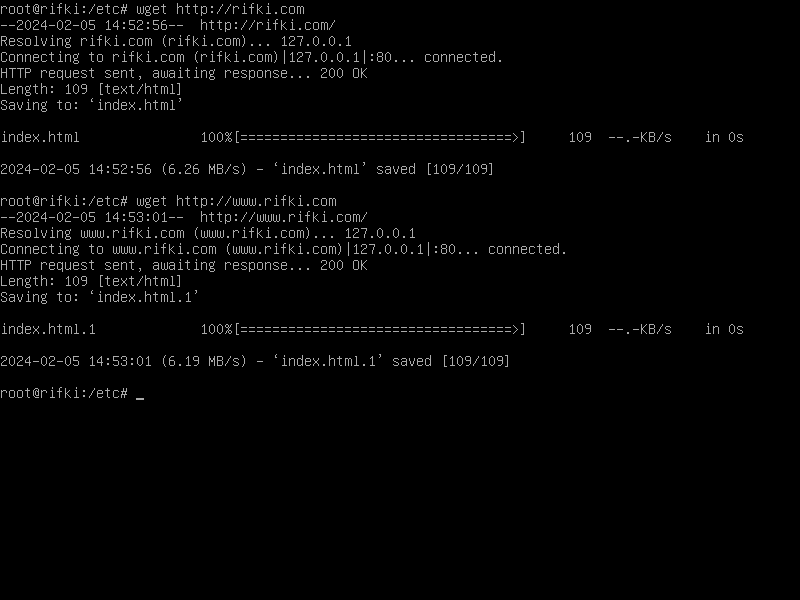 root@rifki:/etc# wget http://rifki.com
--2024-02-05 14:52:56--  http://rifki.com/
Resolving rifki.com (rifki.com)... 127.0.0.1
Connecting to rifki.com (rifki.com)|127.0.0.1|:80... connected.
HTTP request sent, awaiting response... 200 OK
Length: 109 [text/html]
Saving to: ‘index.html’
index.html               100%[==================================>]     109  --.-KB/s    in 0s
2024-02-05 14:52:56 (6.26 MB/s) - ‘index.html’ saved [109/109]
root@rifki:/etc# wget http://www.rifki.com
--2024-02-05 14:53:01--  http://www.rifki.com/
Resolving www.rifki.com (www.rifki.com)... 127.0.0.1
Connecting to www.rifki.com (www.rifki.com)|127.0.0.1|:80... connected.
HTTP request sent, awaiting response... 200 OK
Length: 109 [text/html]
Saving to: ‘index.html.1’
index.html.1             100%[==================================>]     109  --.-KB/s    in 0s
2024-02-05 14:53:01 (6.19 MB/s) - ‘index.html.1’ saved [109/109]
root@rifki:/etc# _